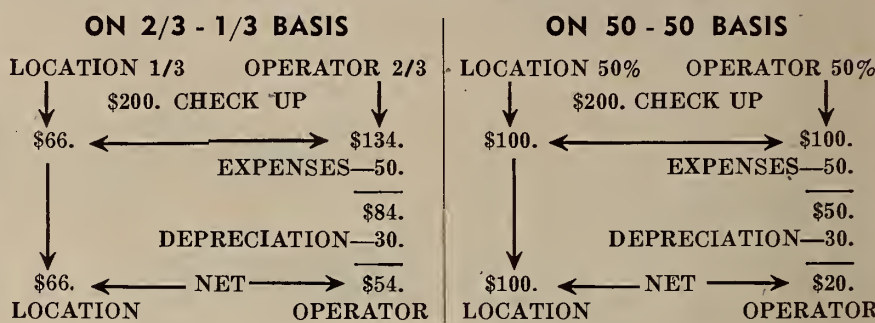 ON 2/3 - 1/3 BASIS
LOCATION 1/3 OPERATOR 2/3
$200. CHECK UP
$66. $134.
EXPENSES—50.
$84.
DEPRECIATION—30.
$66. NET $54.
LOCATION OPERATOR
ON 50 - 50 BASIS
LOCATION 50% OPERATOR 50%
$200. CHECK UP
$100. $100.
EXPENSES—50.
$50.
DEPRECIATION—30.
$100. NET $20.
LOCATION OPERATOR